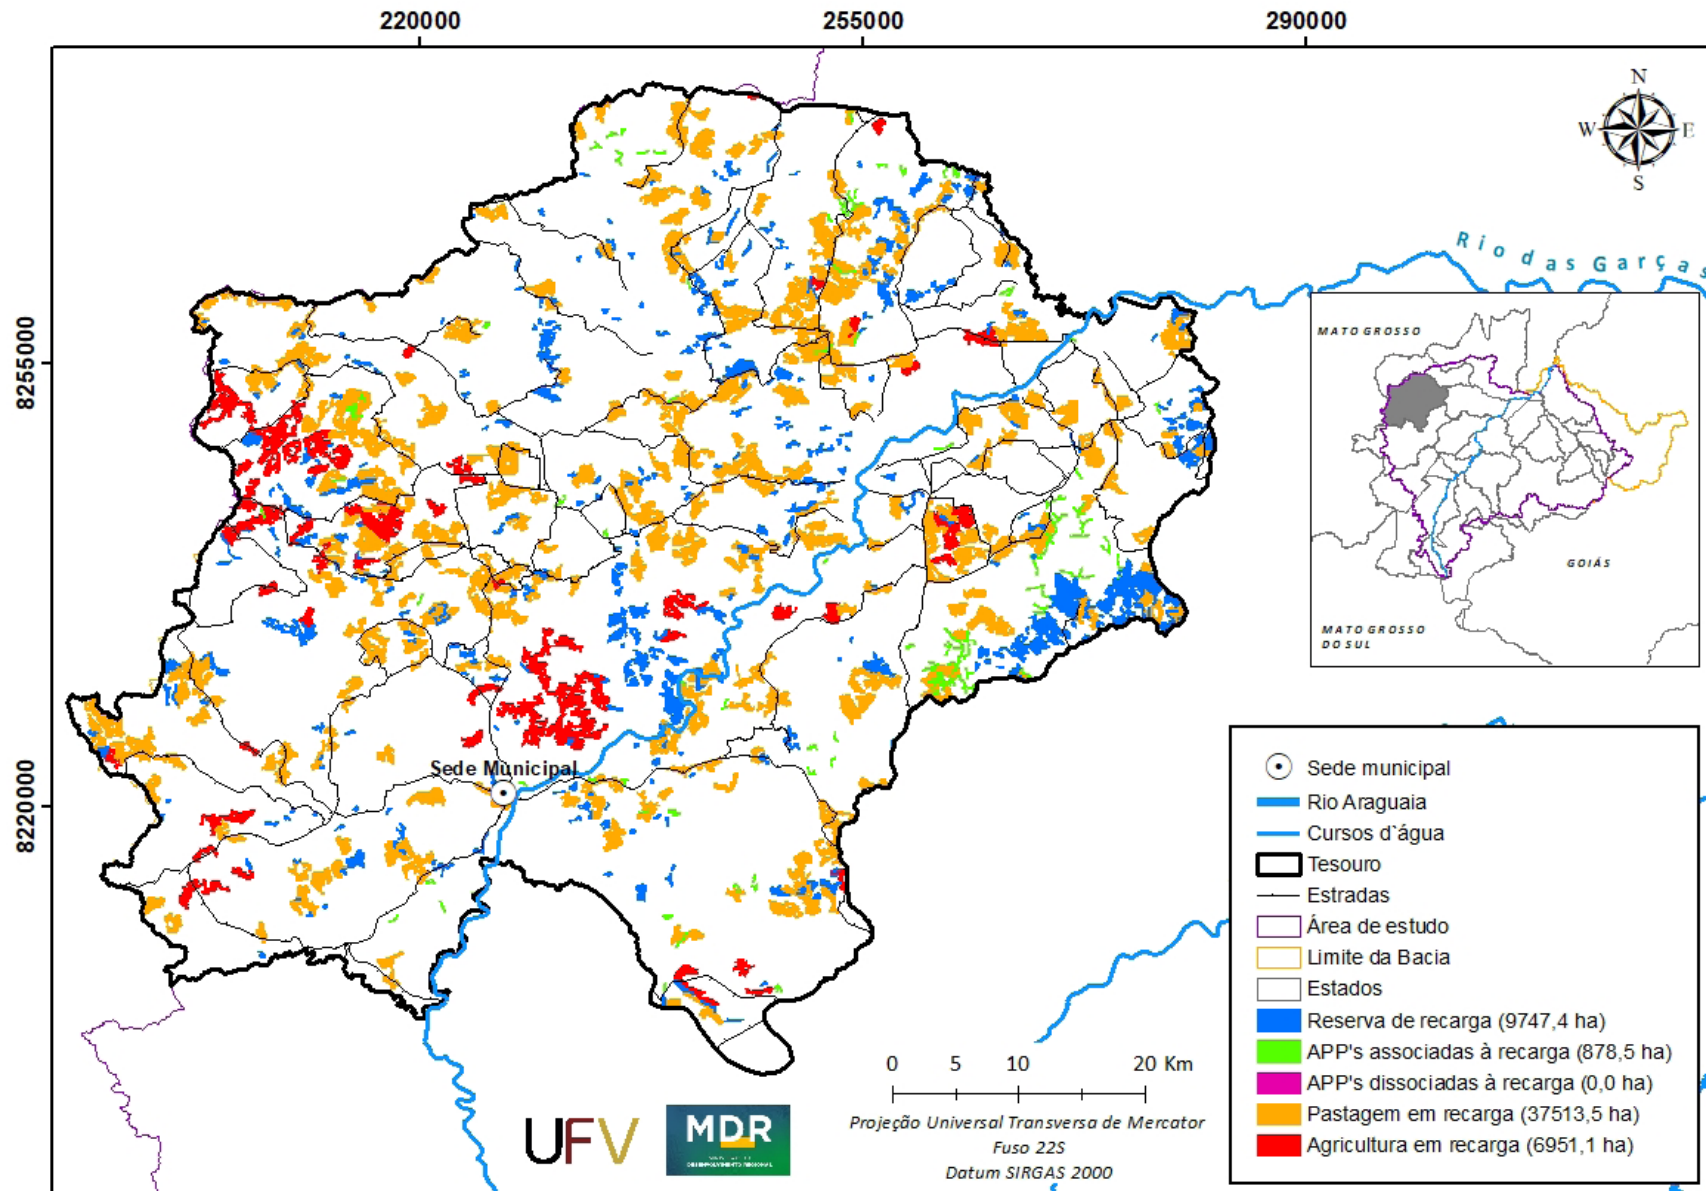 220000
255000
290000
N
W
E
S
Rio das Garças
8255000
MATO GROSSO
GOIÁS
MATO GROSSO
DO SUL
Sede Municipal
8220000
Sede municipal
Rio Araguaia
Cursos d`água
Tesouro
Estradas
Área de estudo
Limite da Bacia
Estados
Reserva de recarga (9747,4 ha)
APP's associadas à recarga (878,5 ha)
APP's dissociadas à recarga (0,0 ha)
Pastagem em recarga (37513,5 ha)
Agricultura em recarga (6951,1 ha)
0 5 10 20 Km
Projeção Universal Transversa de Mercator
Fuso 22S
Datum SIRGAS 2000
UFV
MDR
DESENVOLVIMENTO REGIONAL